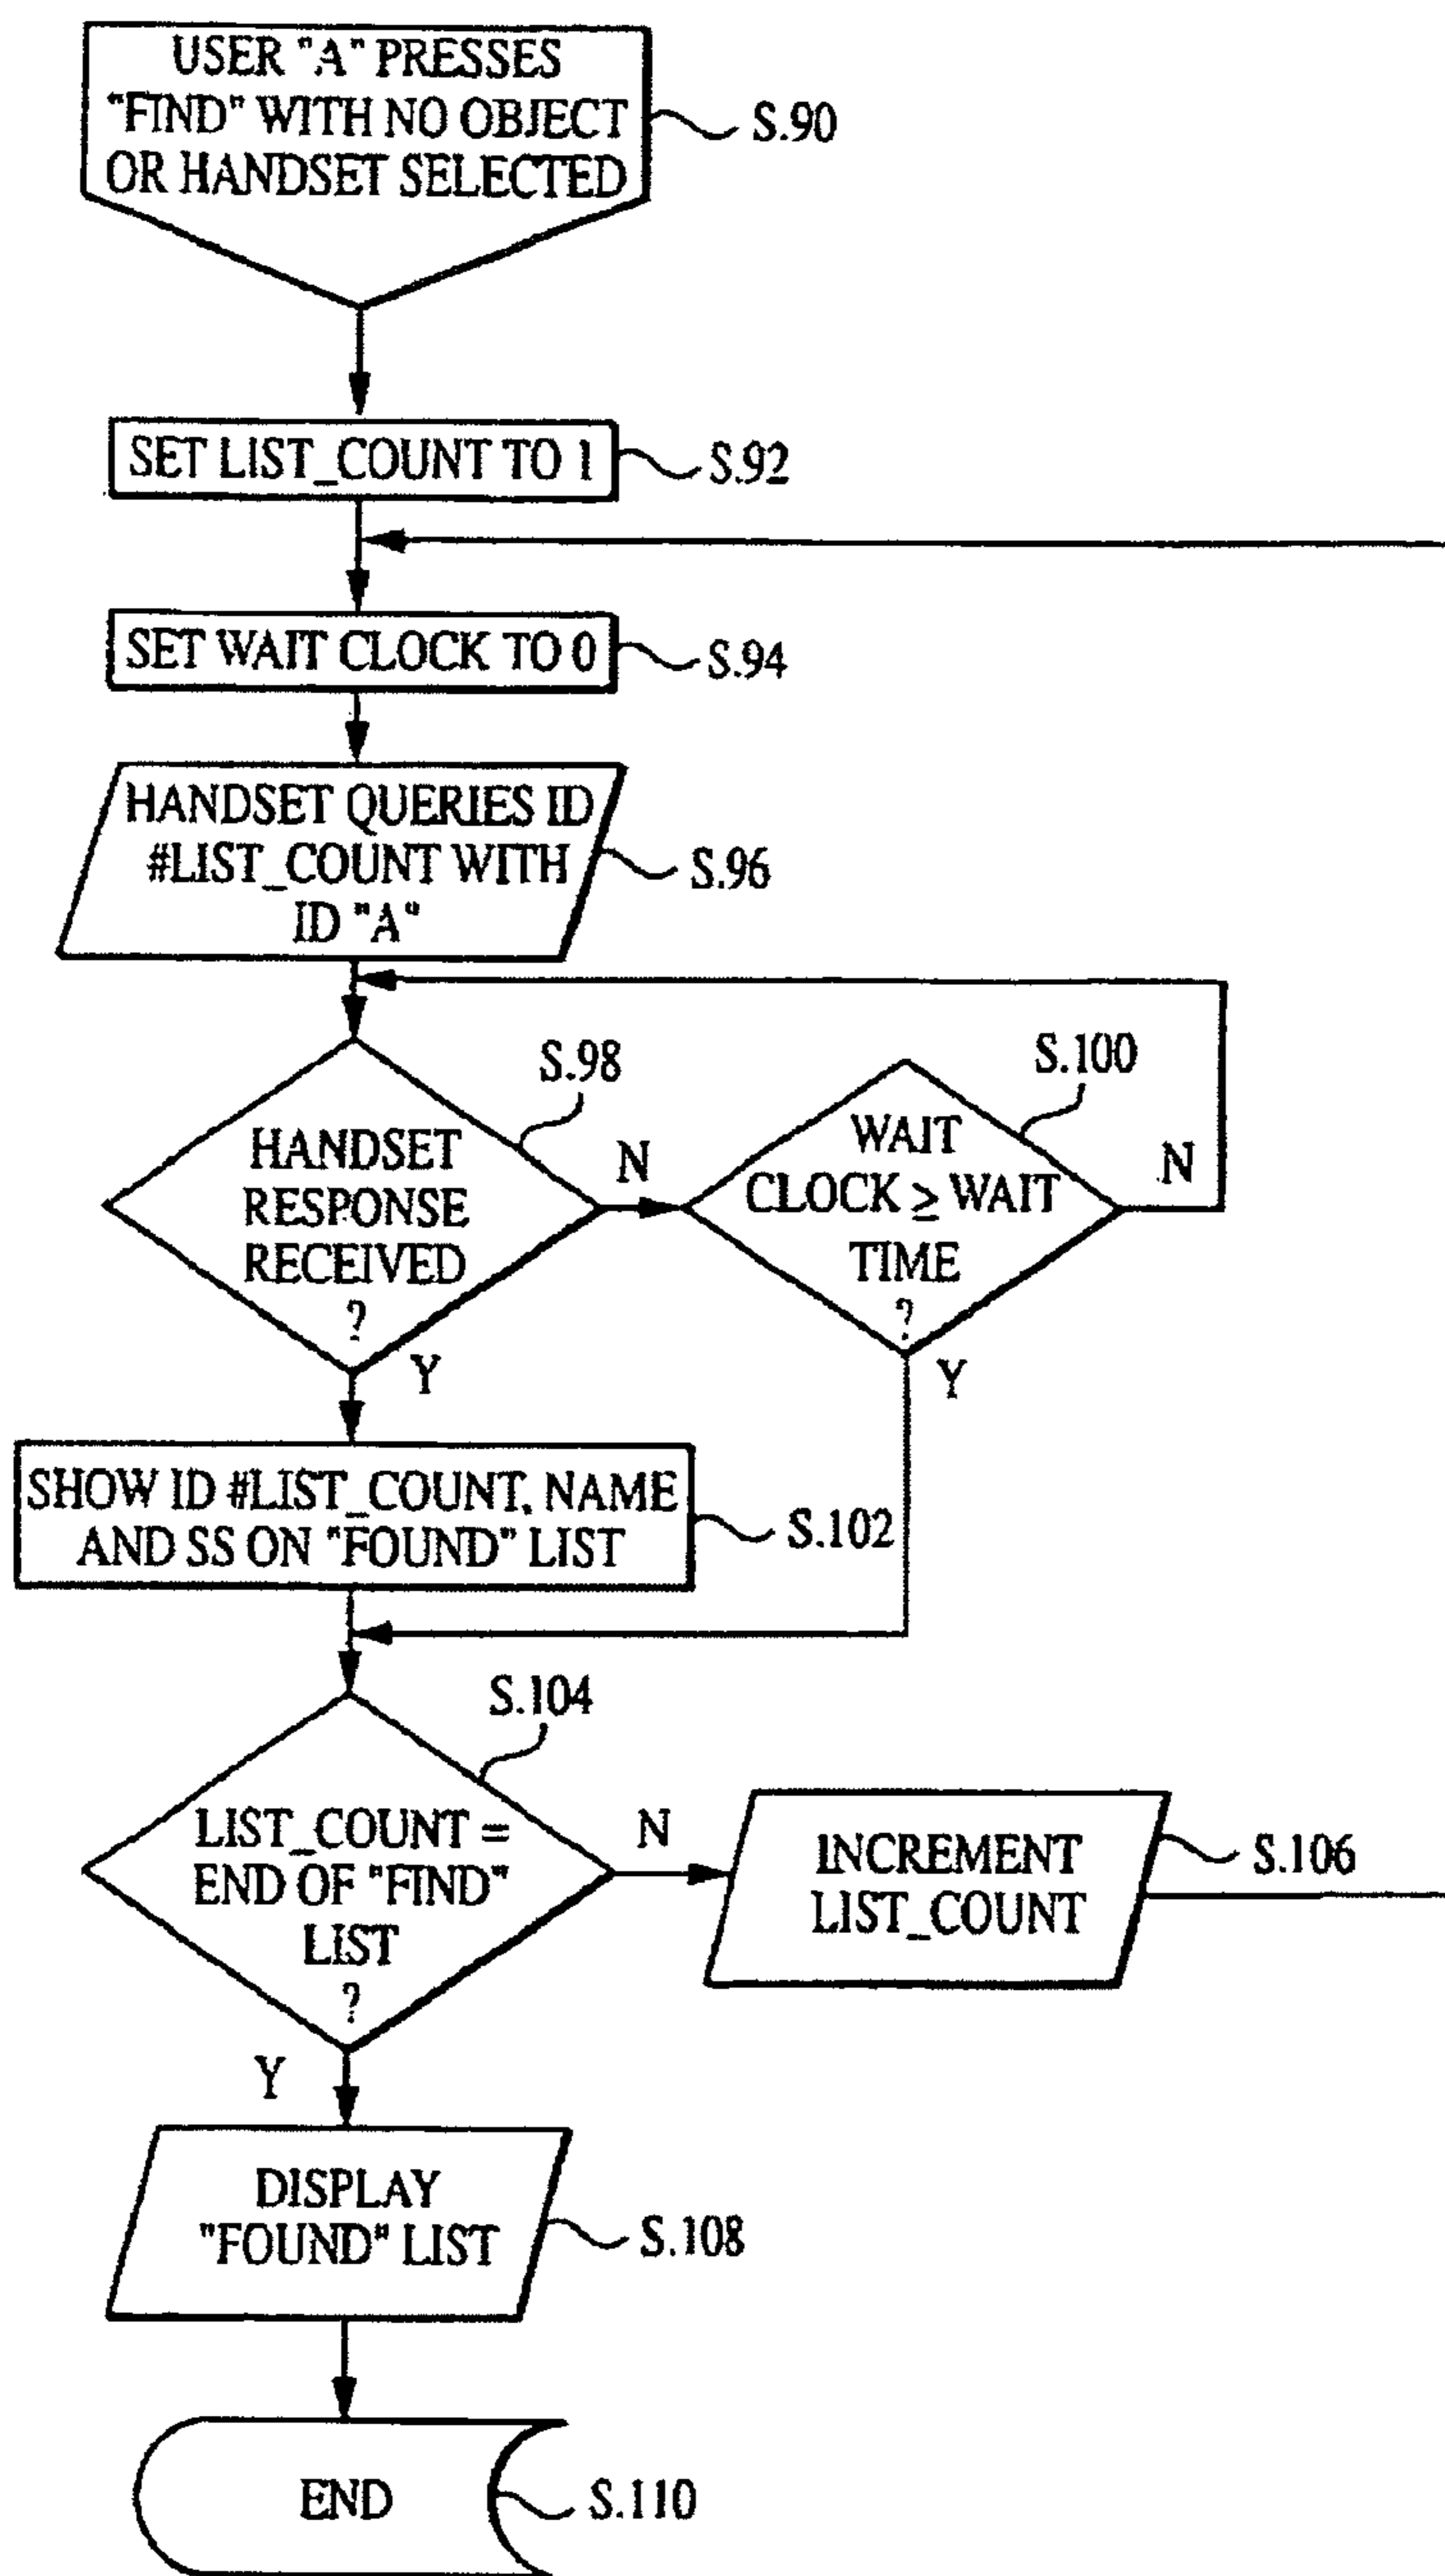 USER "A" PRESSES
"FIND" WITH NO OBJECT
OR HANDSET SELECTED
S.90
SET LIST_COUNT TO 1
S.92
SET WAIT CLOCK TO 0
S.94
HANDSET QUERIES ID
#LIST_COUNT WITH
ID "A"
S.96
HANDSET
RESPONSE
RECEIVED
?
S.98
N
Y
WAIT
CLOCK ≥ WAIT
TIME
?
S.100
N
Y
SHOW ID #LIST_COUNT, NAME
AND SS ON "FOUND" LIST
S.102
LIST_COUNT =
END OF "FIND"
LIST
?
S.104
N
Y
INCREMENT
LIST_COUNT
S.106
DISPLAY
"FOUND" LIST
S.108
END
S.110